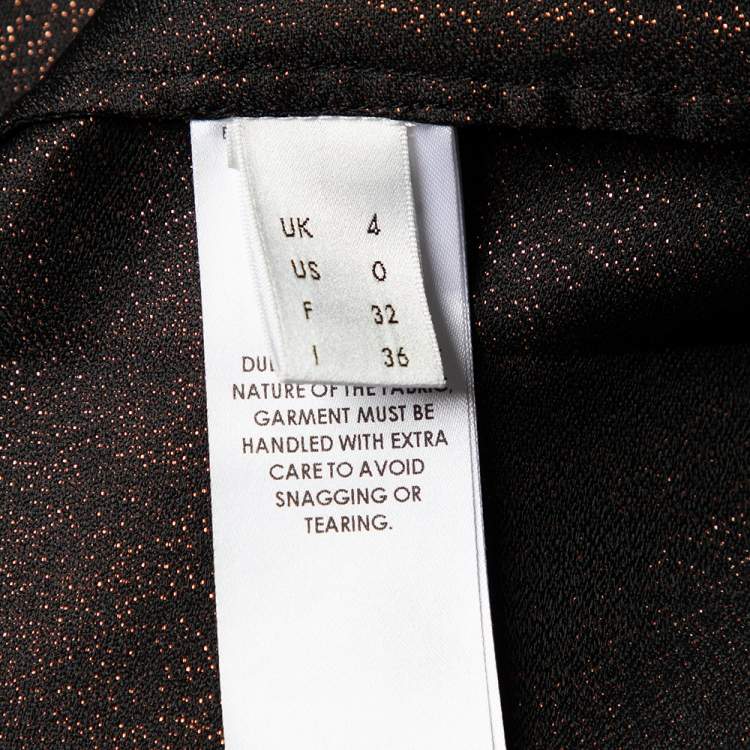 UK 4
US 0
F 32
I 36
NATURE OF THE FABRIC,
GARMENT MUST BE
HANDLED WITH EXTRA
CARE TO AVOID
SNAGGING OR
TEARING.